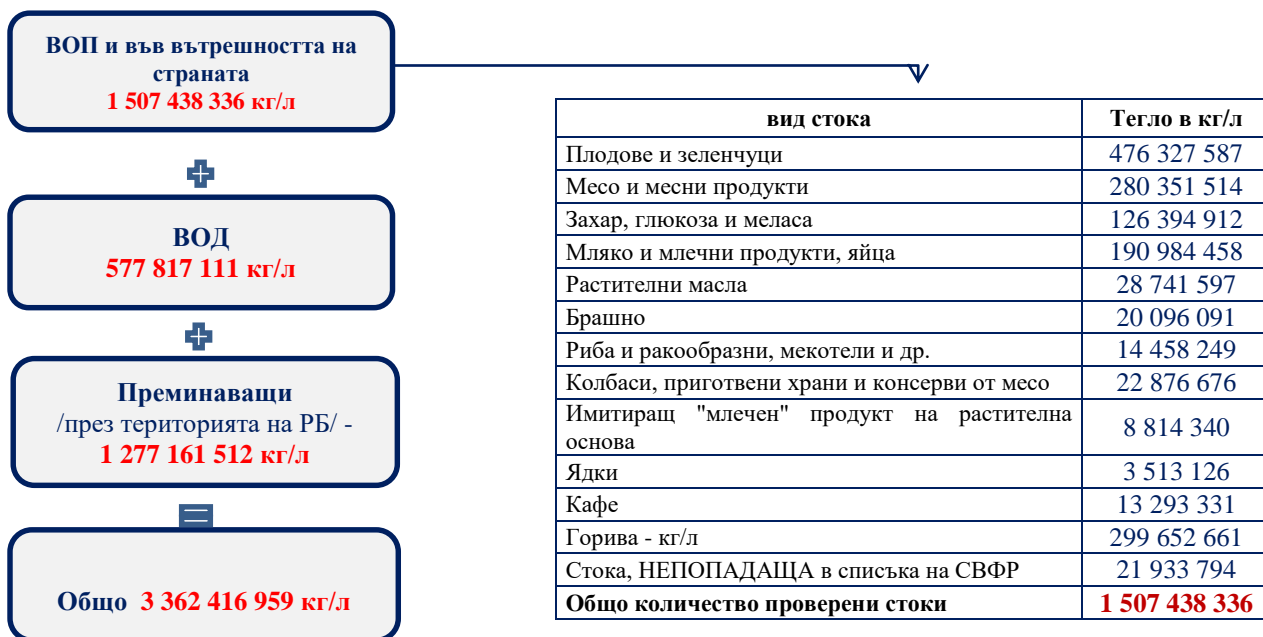 ВОП и във вътрешността на
страната
1 507 438 336 кг/л
ВОД
577 817 111 кг/л
Преминаващи
/през територията на РБ/ -
1 277 161 512 кг/л
Общо 3 362 416 959 кг/л
вид стока Тегло в кг/л
Плодове и зеленчуци 476 327 587
Месо и месни продукти 280 351 514
Захар, глюкоза и меласа 126 394 912
Мляко и млечни продукти, яйца 190 984 458
Растителни масла 28 741 597
Брашно 20 096 091
Риба и ракообразни, мекотели и др. 14 458 249
Колбаси, приготвени храни и консерви от месо 22 876 676
Имитиращ "млечен" продукт на растителна
основа 8 814 340
Ядки 3 513 126
Кафе 13 293 331
Горива - кг/л 299 652 661
Стока, НЕПОПАДАЩА в списъка на СВФР 21 933 794
Общо количество проверени стоки 1 507 438 336